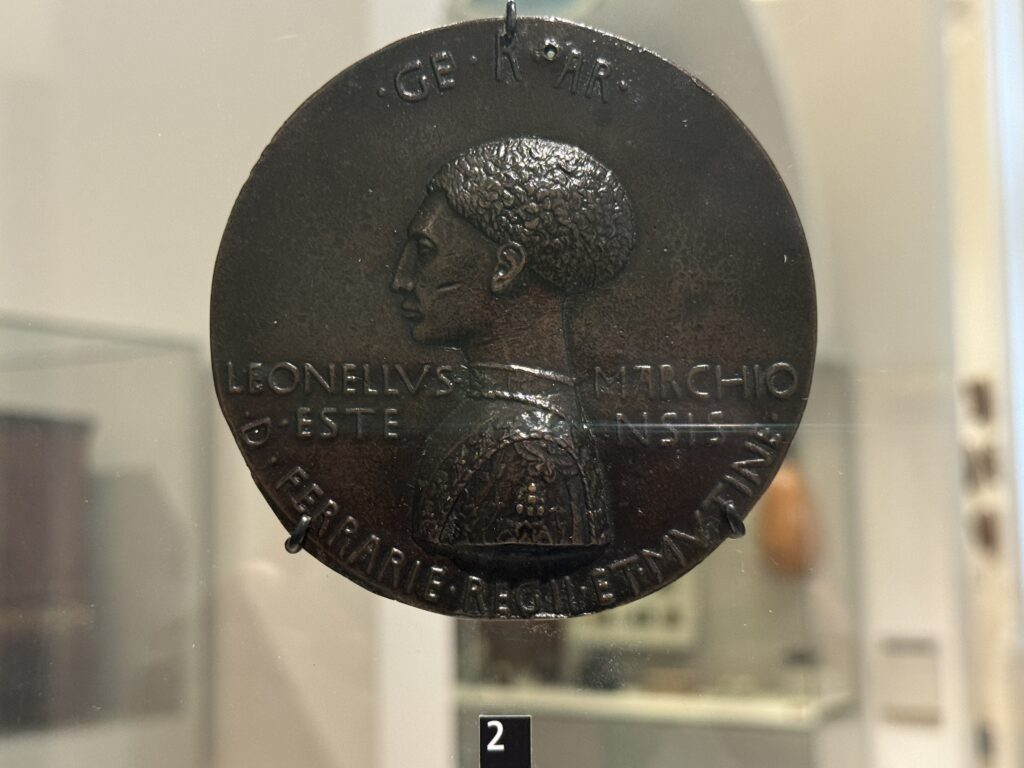 ·GE·R·AR·
LEONELLVS MARCHIO
D·ESTE NSIS
FERRARIE·REGII·ET·MVTINE
2